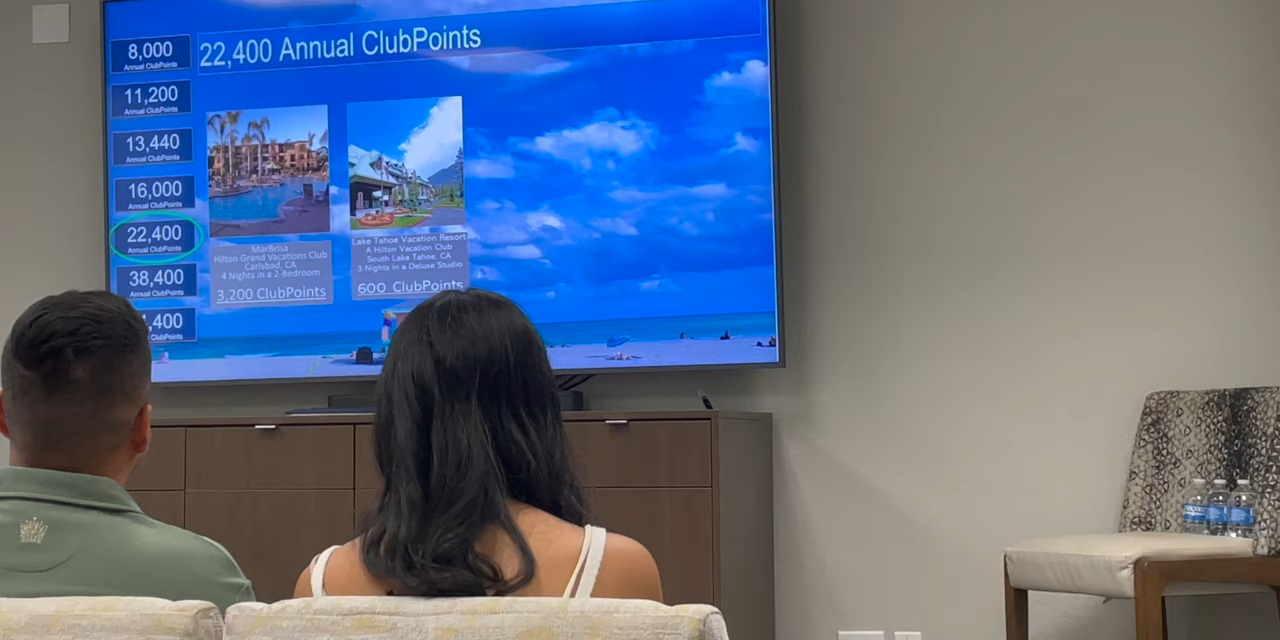 22,400 Annual ClubPoints
8,000
Annual ClubPoints
11,200
Annual ClubPoints
13,440
Annual ClubPoints
16,000
Annual ClubPoints
22,400
Annual ClubPoints
38,400
Annual ClubPoints
,400
Annual ClubPoints
MarBrisa
Hilton Grand Vacations Club
Carlsbad, CA
4 Nights in a 2-Bedroom
3,200 ClubPoints
Lake Tahoe Vacation Resort
A Hilton Vacation Club
South Lake Tahoe, CA
3 Nights in a Deluxe Studio
600 ClubPoints